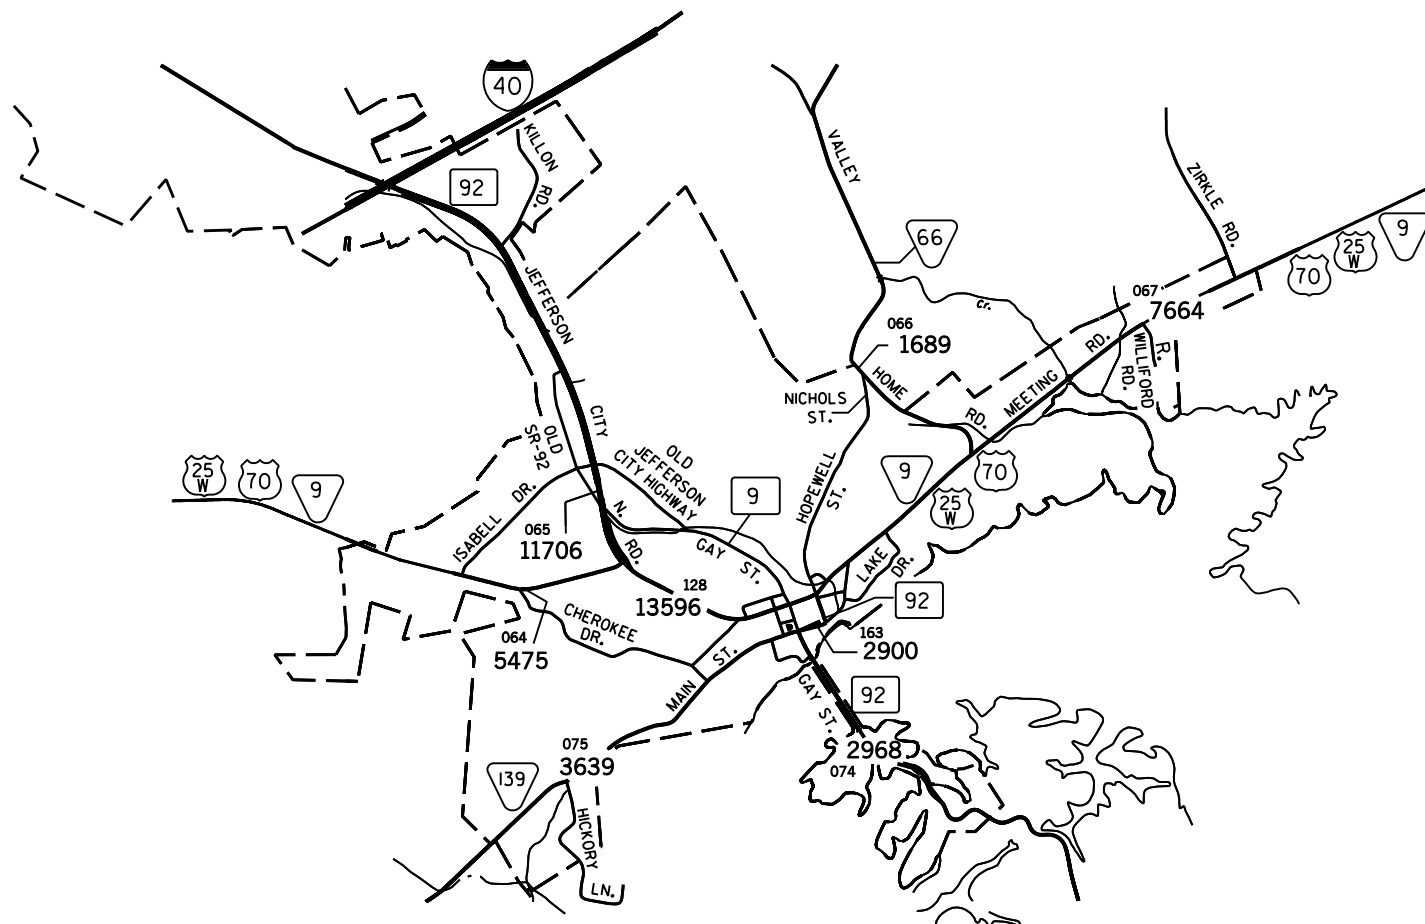 40
KILLON
RD.
92
VALLEY
ZIRKLE RD.
9
25
W
70
66
JEFFERSON
067
7664
Cr.
066
1689
RD.
R.
WILLIFORD
RD.
HOME
MEETING
NICHOLS
ST.
RD.
CITY
OLD
SR-92
OLD
JEFFERSON
CITY HIGHWAY
25
W
70
9
DR.
9
9
70
25
W
HOPEWELL
ST.
N.
ISABELL
065
11706
RD.
GAY
ST.
LAKE
DR.
128
13596
92
CHEROKEE
DR.
064
5475
163
2900
ST.
MAIN
GAY ST.
92
075
3639
2968
074
139
HICKORY
LN.